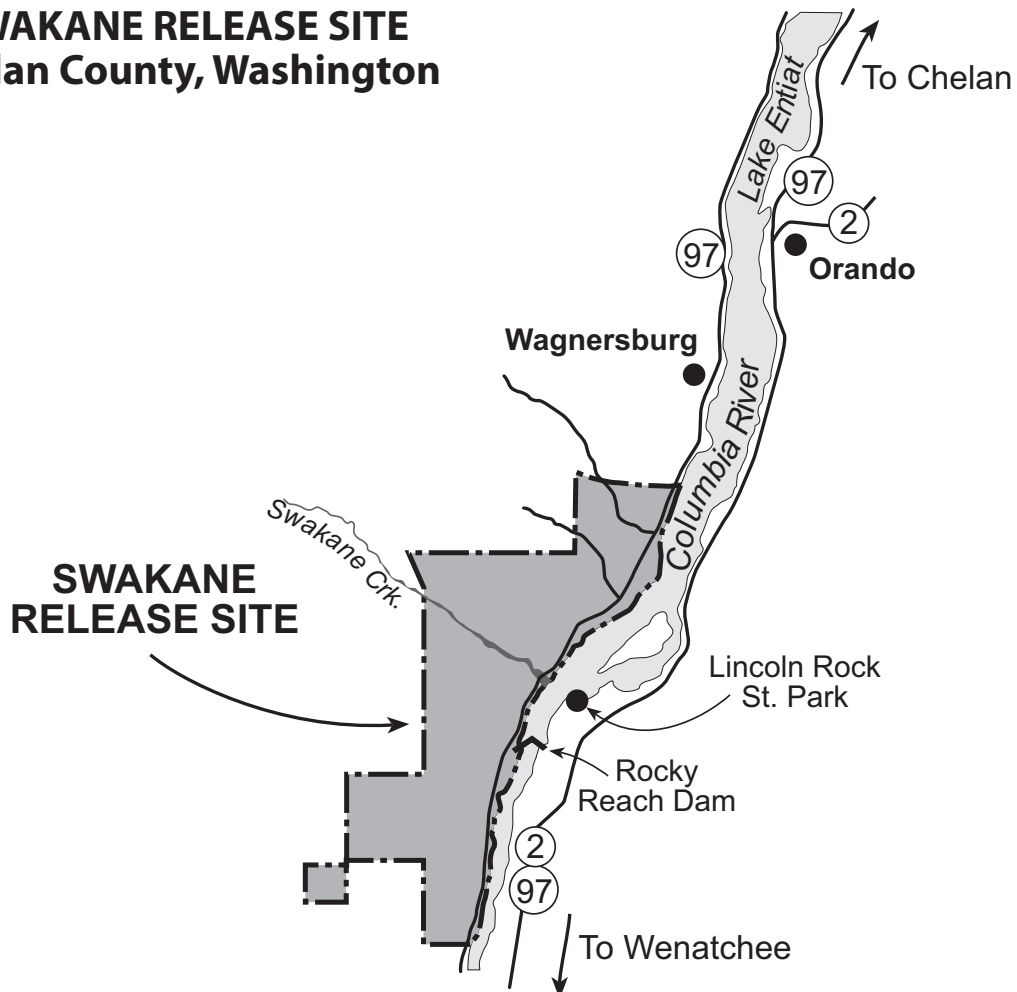 WAKANE RELEASE SITE
lan County, Washington
To Chelan
Lake Entiat
97
2
97
Orando
Wagnersburg
Columbia River
Swakane Crk.
SWAKANE
RELEASE SITE
Lincoln Rock
St. Park
Rocky
Reach Dam
2
97
To Wenatchee